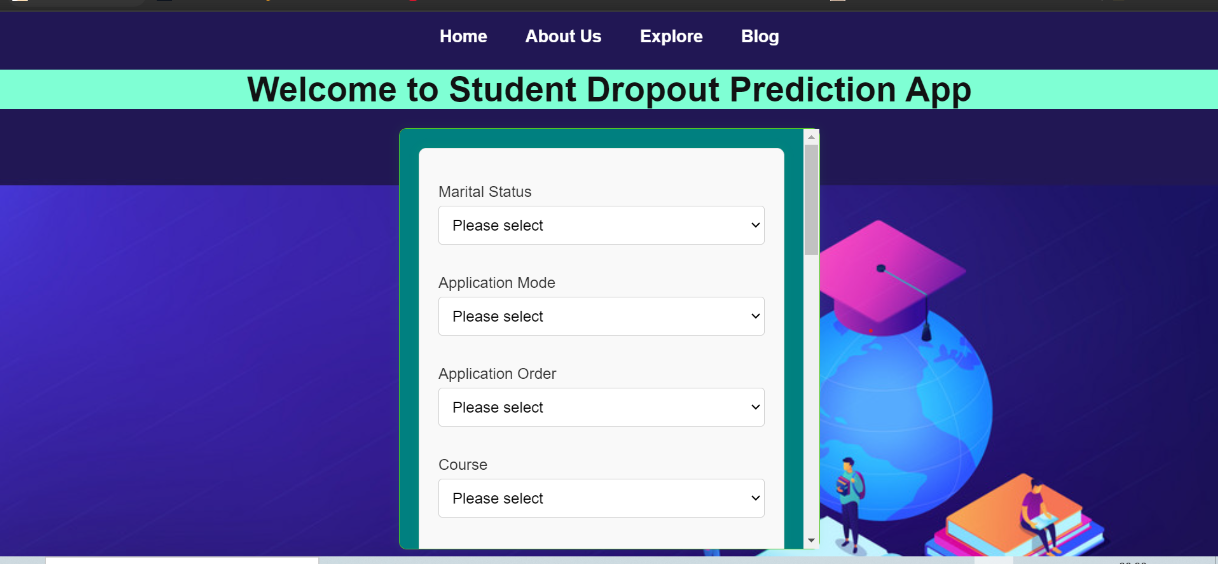 Home About Us Explore Blog
Welcome to Student Dropout Prediction App
Marital Status
Please select
Application Mode
Please select
Application Order
Please select
Course
Please select